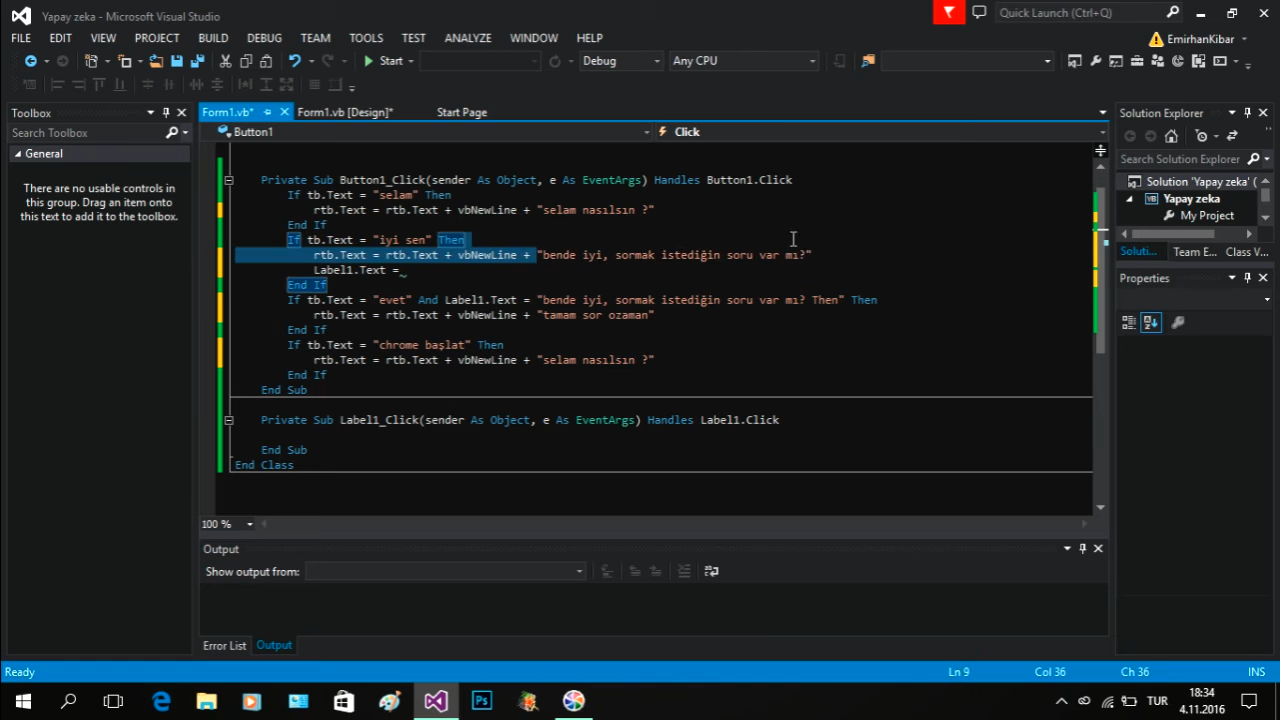 Yapay zeka - Microsoft Visual Studio
Quick Launch (Ctrl+Q)
FILE EDIT VIEW PROJECT BUILD DEBUG TEAM TOOLS TEST ANALYZE WINDOW HELP
EmirhanKibar
Start Debug Any CPU
Toolbox
Search Toolbox
General
There are no usable controls in
this group. Drag an item onto
this text to add it to the toolbox.
Form1.vb* Form1.vb [Design]* Start Page
Button1 Click
Private Sub Button1_Click(sender As Object, e As EventArgs) Handles Button1.Click
If tb.Text = "selam" Then
rtb.Text = rtb.Text + vbNewLine + "selam nasılsın ?"
End If
If tb.Text = "iyi sen" Then
rtb.Text = rtb.Text + vbNewLine + "bende iyi, sormak istediğin soru var mı?"
Label1.Text =
End If
If tb.Text = "evet" And Label1.Text = "bende iyi, sormak istediğin soru var mı? Then" Then
rtb.Text = rtb.Text + vbNewLine + "tamam sor ozaman"
End If
If tb.Text = "chrome başlat" Then
rtb.Text = rtb.Text + vbNewLine + "selam nasılsın ?"
End If
End Sub
Private Sub Label1_Click(sender As Object, e As EventArgs) Handles Label1.Click
End Sub
End Class
100 %
Output
Show output from:
Error List Output
Solution Explorer
Search Solution Explorer
Solution 'Yapay zeka' (1
Yapay zeka
My Project
Solution E... Team Ex... Class V...
Properties
Ready Ln 9 Col 36 Ch 36 INS
TUR
18:34
4.11.2016